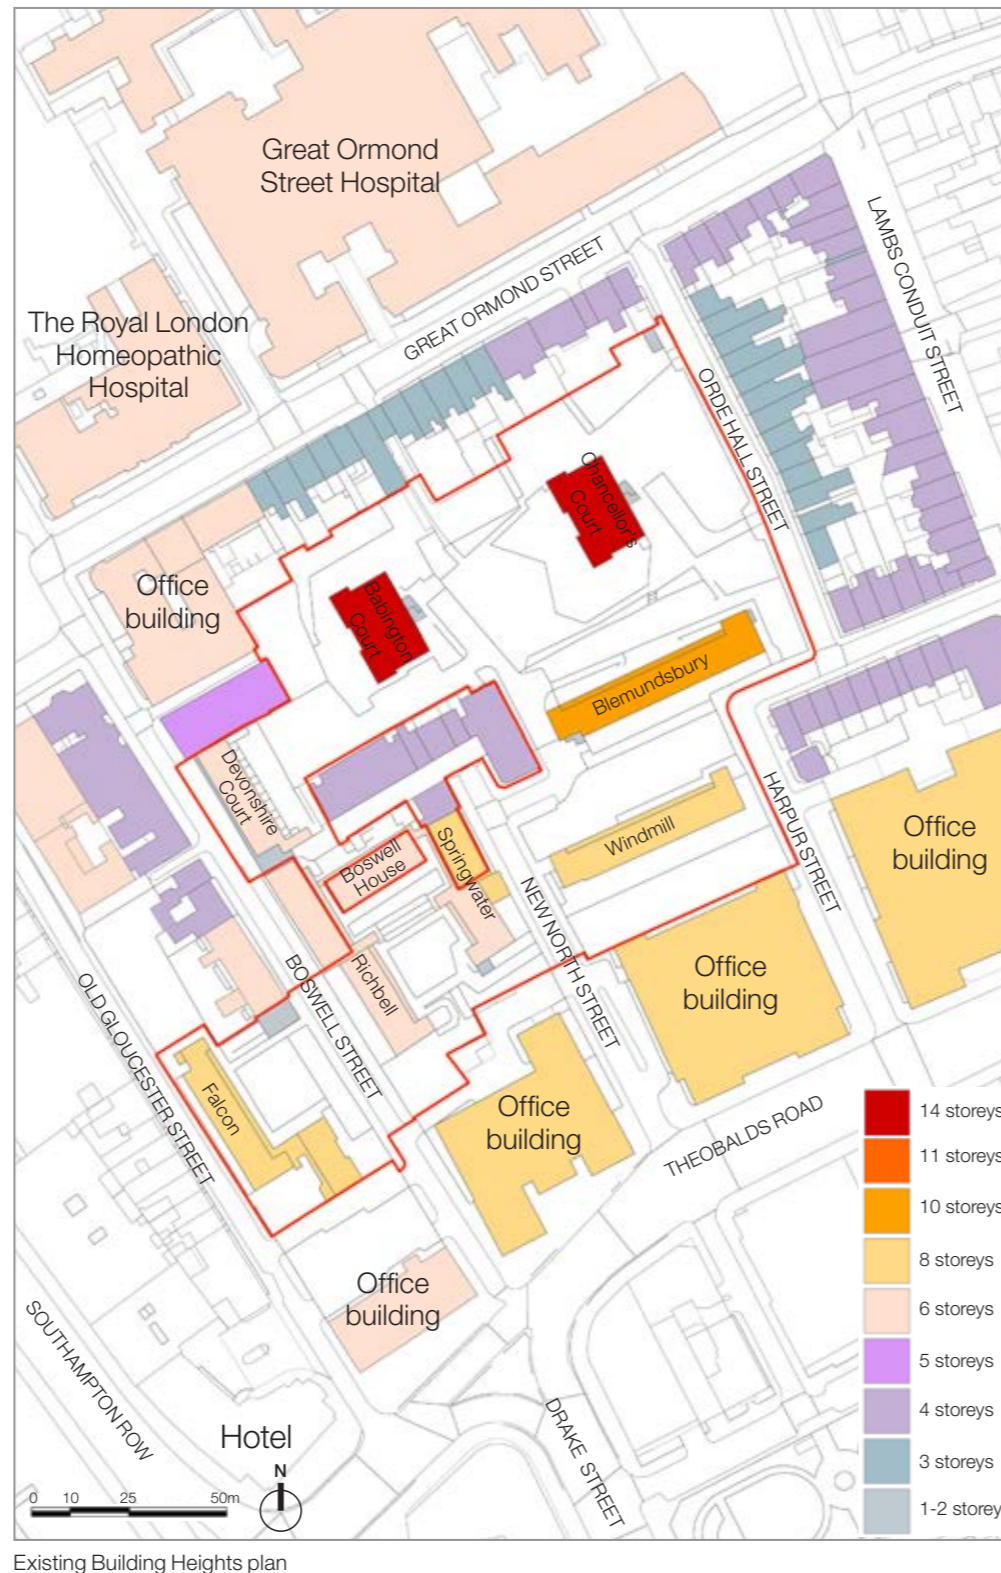 Great Ormond
Street Hospital
LAMBS CONDUIT STREET
GREAT ORMOND STREET
The Royal London
Homeopathic
Hospital
ORDE HALL STREET
Chancellor's
Court
Office
building
Babington
Court
Blemundsbury
Devonshire
Court
HARPUR STREET
Windmill
Springwater
Boswell
House
Office
building
NEW NORTH STREET
Richbell
BOSWELL STREET
Office
building
OLD GLOUCESTER STREET
Falcon
Office
building
THEOBALDS ROAD
Office
building
SOUTHAMPTON ROW
Hotel
DRAKE STREET
N
0 10 25 50m
14 storeys
11 storeys
10 storeys
8 storeys
6 storeys
5 storeys
4 storeys
3 storeys
1-2 storey
Existing Building Heights plan